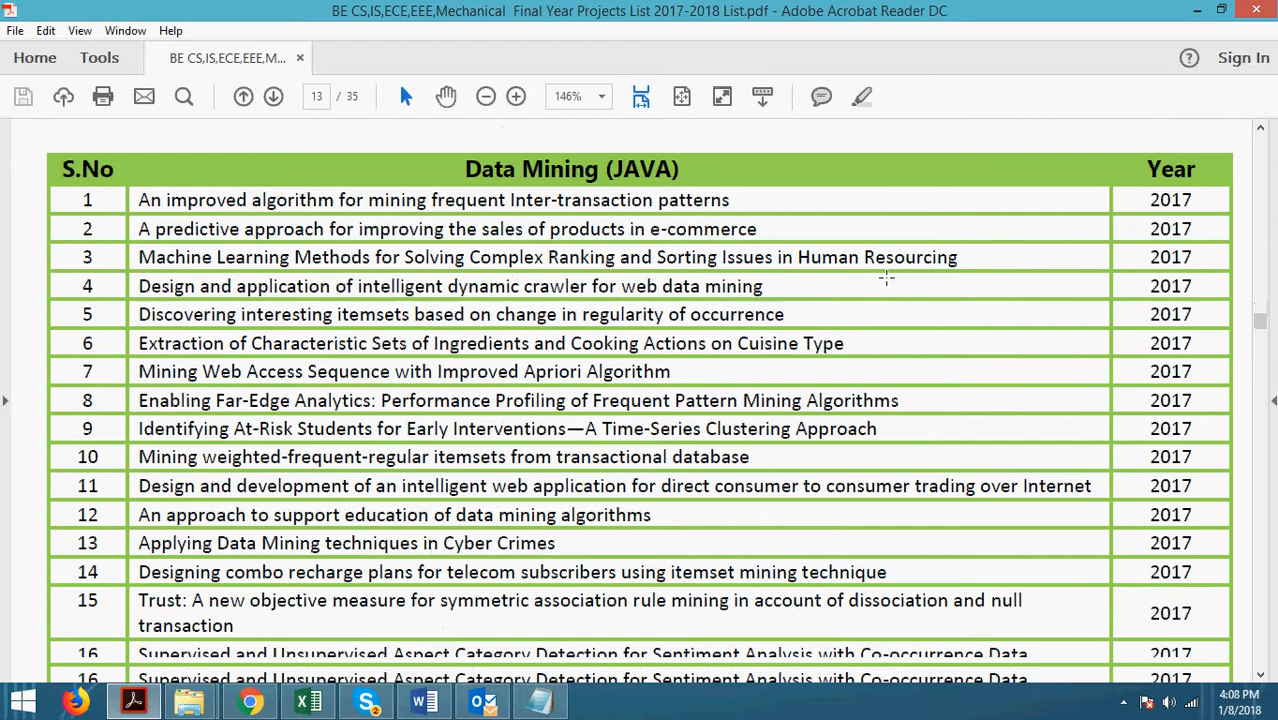 BE CS,IS,ECE,EEE,Mechanical Final Year Projects List 2017-2018 List.pdf - Adobe Acrobat Reader DC
File Edit View Window Help
Home Tools BE CS,IS,ECE,EEE,M... × ? Sign In
13 / 35 146%
S.No Data Mining (JAVA) Year
1 An improved algorithm for mining frequent Inter-transaction patterns 2017
2 A predictive approach for improving the sales of products in e-commerce 2017
3 Machine Learning Methods for Solving Complex Ranking and Sorting Issues in Human Resourcing 2017
4 Design and application of intelligent dynamic crawler for web data mining 2017
5 Discovering interesting itemsets based on change in regularity of occurrence 2017
6 Extraction of Characteristic Sets of Ingredients and Cooking Actions on Cuisine Type 2017
7 Mining Web Access Sequence with Improved Apriori Algorithm 2017
8 Enabling Far-Edge Analytics: Performance Profiling of Frequent Pattern Mining Algorithms 2017
9 Identifying At-Risk Students for Early Interventions—A Time-Series Clustering Approach 2017
10 Mining weighted-frequent-regular itemsets from transactional database 2017
11 Design and development of an intelligent web application for direct consumer to consumer trading over Internet 2017
12 An approach to support education of data mining algorithms 2017
13 Applying Data Mining techniques in Cyber Crimes 2017
14 Designing combo recharge plans for telecom subscribers using itemset mining technique 2017
15 Trust: A new objective measure for symmetric association rule mining in account of dissociation and null 2017
transaction
16 Supervised and Unsupervised Aspect Category Detection for Sentiment Analysis with Co-occurrence Data 2017
16 Supervised and Unsupervised Aspect Category Detection for Sentiment Analysis with Co-occurrence Data 2017
4:08 PM
1/8/2018